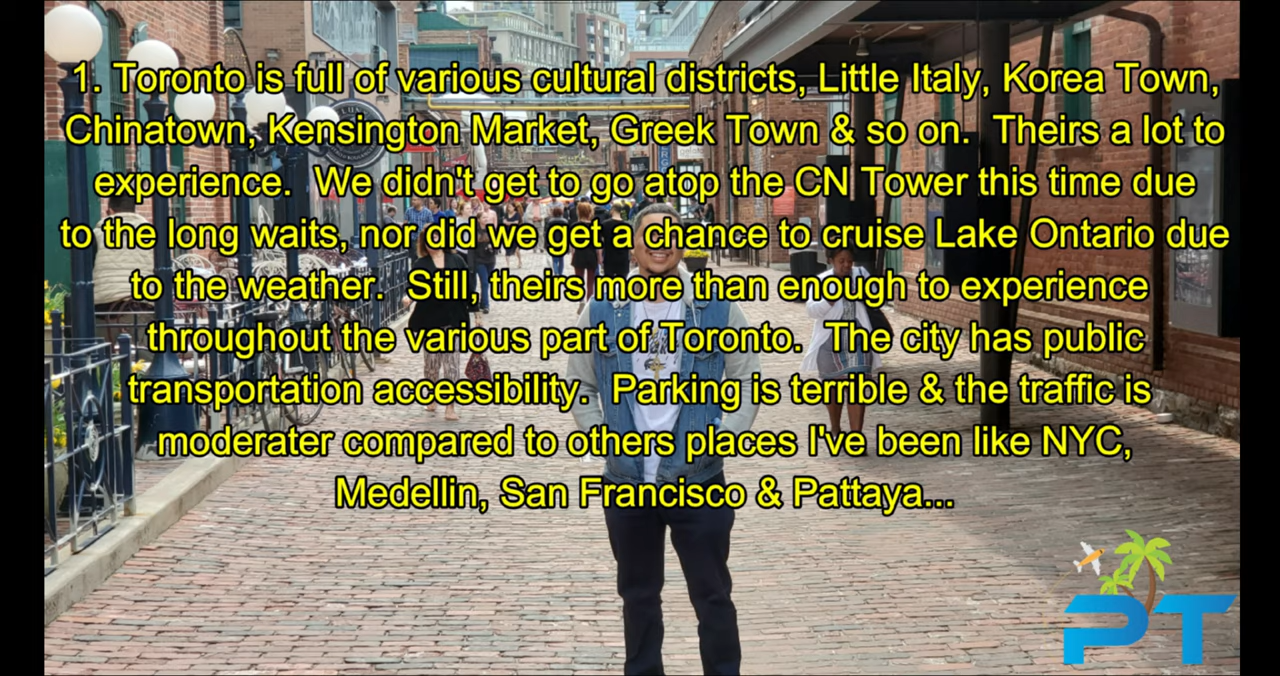 1. Toronto is full of various cultural districts, Little Italy, Korea Town,
Chinatown, Kensington Market, Greek Town & so on.  Theirs a lot to
experience.  We didn't get to go atop the CN Tower this time due
to the long waits, nor did we get a chance to cruise Lake Ontario due
to the weather.  Still, theirs more than enough to experience
throughout the various part of Toronto.  The city has public
transportation accessibility.  Parking is terrible & the traffic is
moderater compared to others places I've been like NYC,
Medellin, San Francisco & Pattaya...
PT